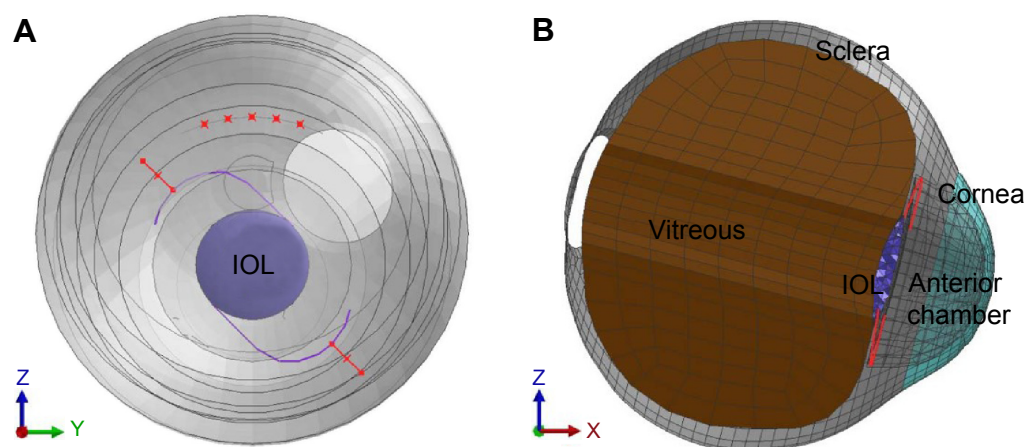 A
IOL
Z
Y
B
Sclera
Cornea
Vitreous
IOL
Anterior
chamber
Z
X